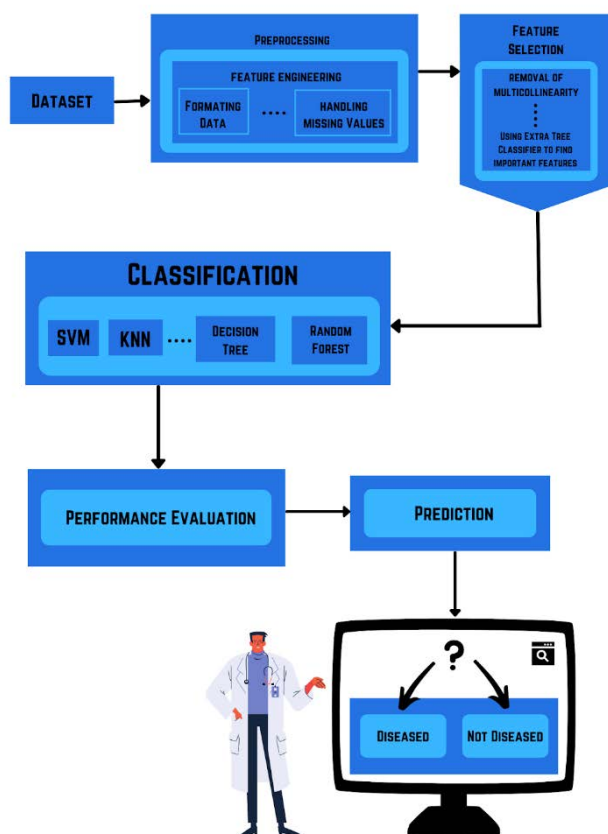 Dataset
Preprocessing
Feature engineering
Formating
Data
....
handling
missing Values
Feature
Selection
removal of
multicollinearity
Using Extra Tree
Classifier to find
important features
Classification
SVM
KNN
....
Decision
Tree
Random
Forest
Performance Evaluation
Prediction
?
Diseased
Not Diseased